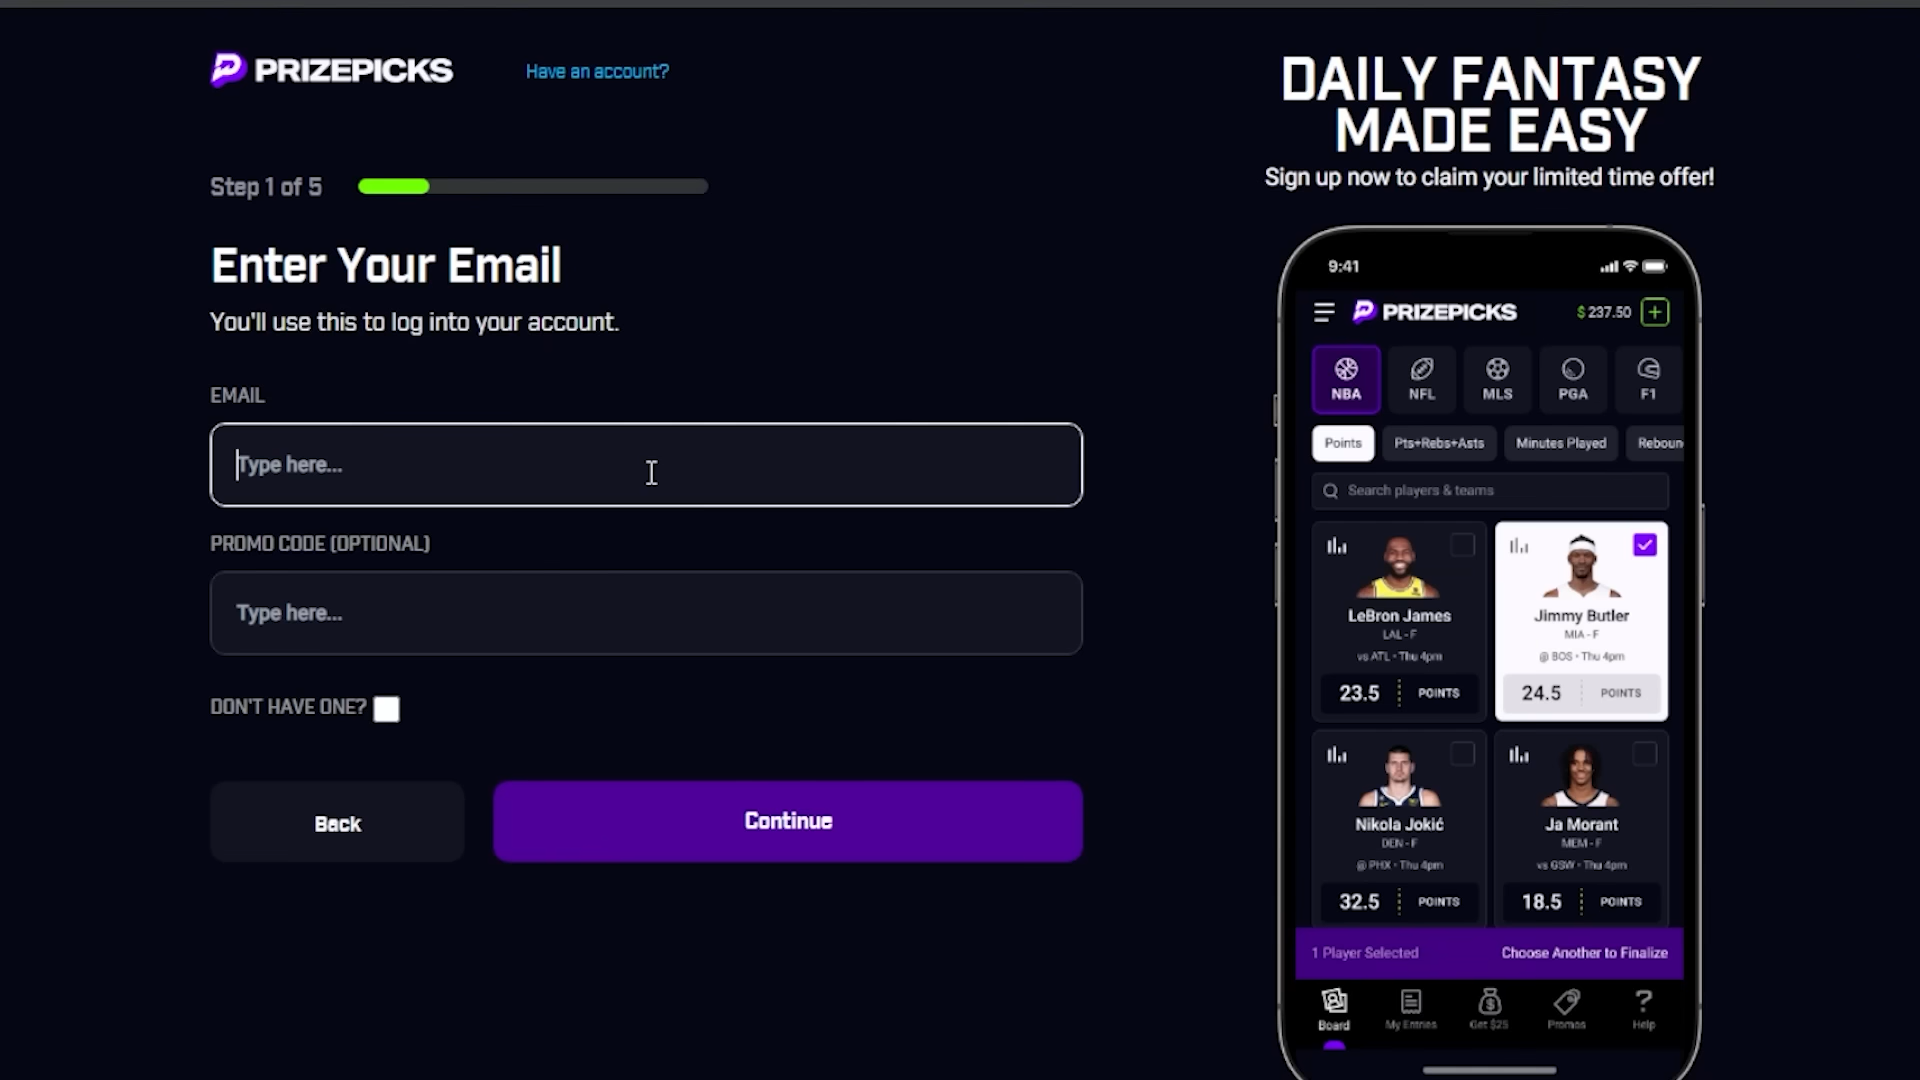 PRIZEPICKS
Have an account?
Step 1 of 5
Enter Your Email
You'll use this to log into your account.
EMAIL
Type here...
PROMO CODE (OPTIONAL)
Type here...
DON'T HAVE ONE?
Back
Continue
DAILY FANTASY
MADE EASY
Sign up now to claim your limited time offer!
9:41
PRIZEPICKS
$ 237.50
NBA
NFL
MLS
PGA
F1
Points
Pts+Rebs+Asts
Minutes Played
Reboun
Search players & teams
LeBron James
LAL - F
vs ATL • Thu 4pm
23.5
POINTS
Jimmy Butler
MIA - F
@ BOS • Thu 4pm
24.5
POINTS
Nikola Jokić
DEN - F
@ PHX • Thu 4pm
32.5
POINTS
Ja Morant
MEM - F
vs GSW • Thu 4pm
18.5
POINTS
1 Player Selected
Choose Another to Finalize
Board
My Entries
Get $25
Promos
Help